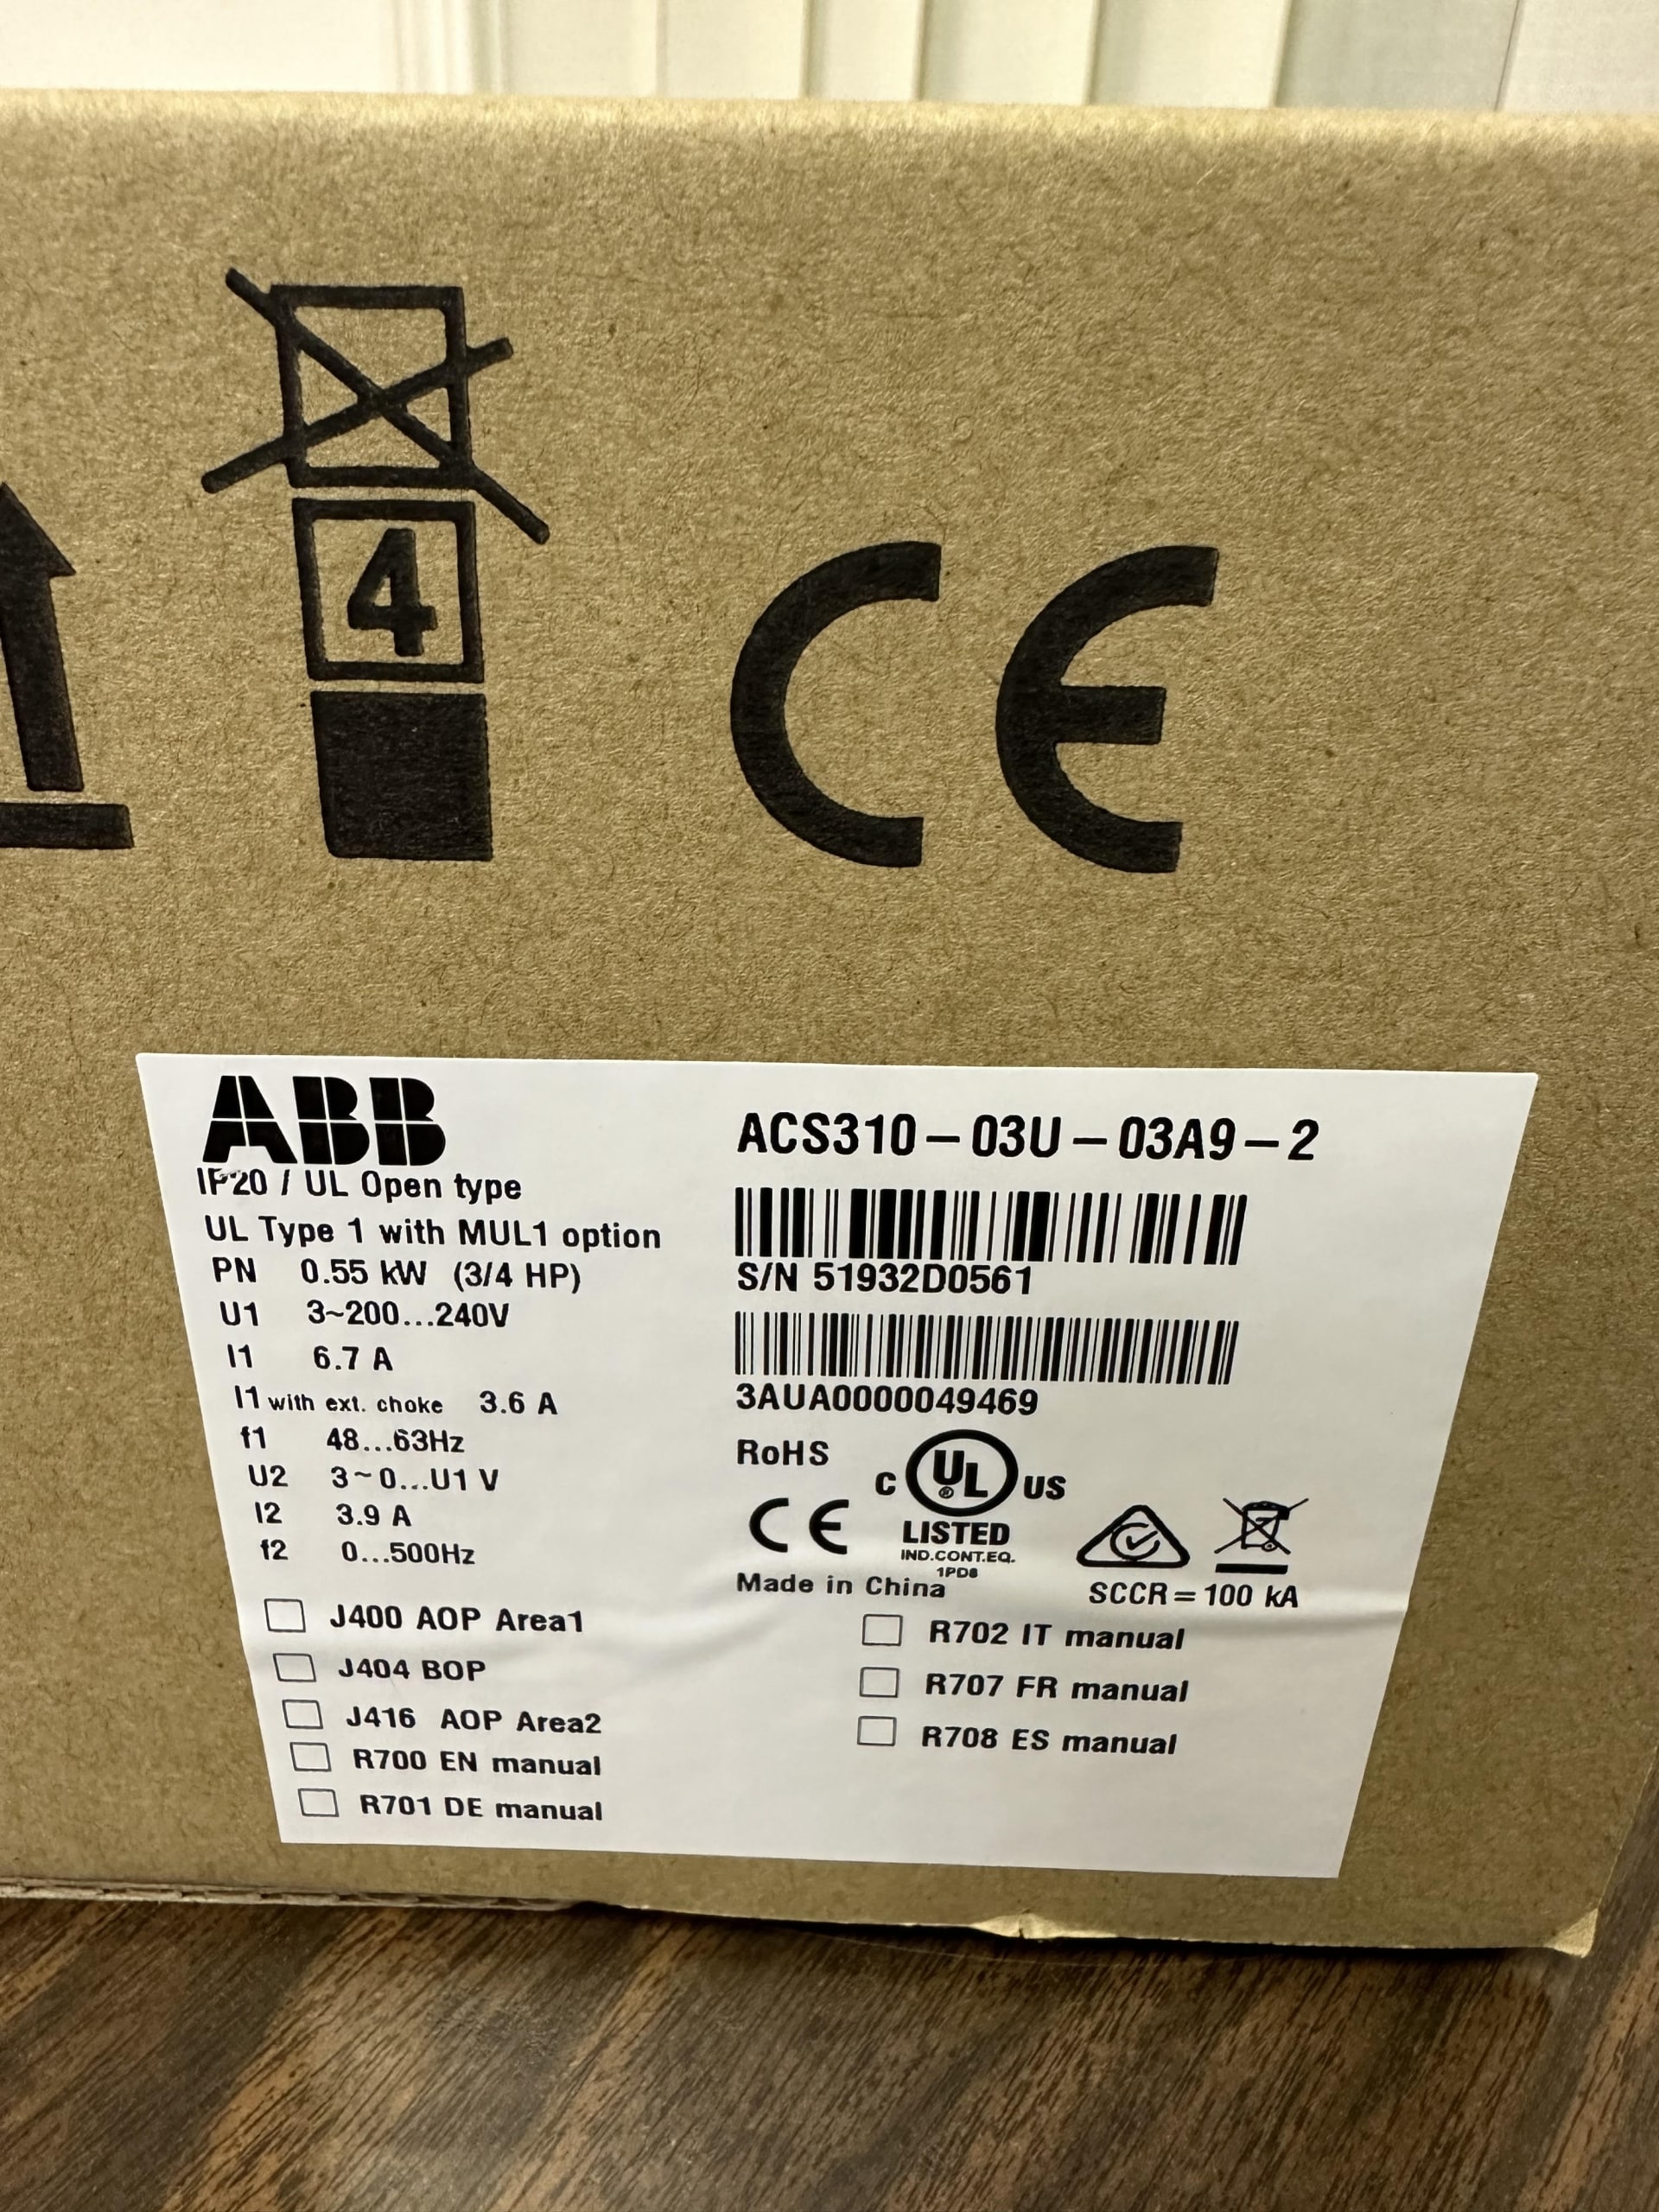 4
CE
ABB
IP20 / UL Open type
UL Type 1 with MUL1 option
PN 0.55 kW (3/4 HP)
U1 3~200...240V
I1 6.7 A
I1 with ext. choke 3.6 A
f1 48...63Hz
U2 3~0...U1 V
I2 3.9 A
f2 0...500Hz
J400 AOP Area1
J404 BOP
J416 AOP Area2
R700 EN manual
R701 DE manual
ACS310-03U-03A9-2
S/N 51932D0561
3AUA0000049469
RoHS
C UL ® US
CE
LISTED
IND.CONT.EQ.
1PD8
Made in China
SCCR = 100 kA
R702 IT manual
R707 FR manual
R708 ES manual